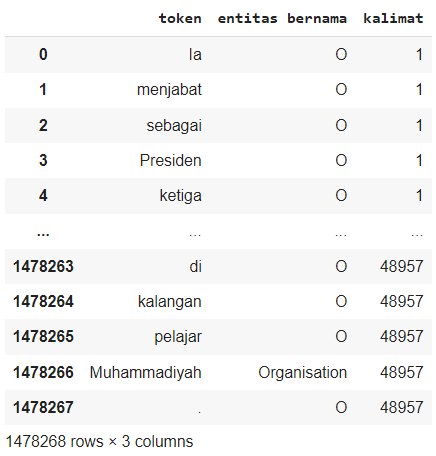 token entitas bernama kalimat
0 Ia O 1
1 menjabat O 1
2 sebagai O 1
3 Presiden O 1
4 ketiga O 1
... ... ... ...
1478263 di O 48957
1478264 kalangan O 48957
1478265 pelajar O 48957
1478266 Muhammadiyah Organisation 48957
1478267 . O 48957
1478268 rows × 3 columns